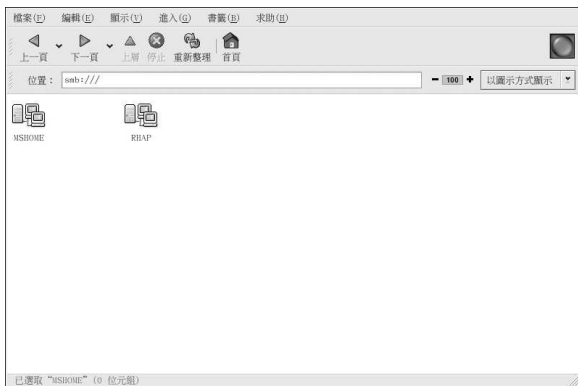 檔案(F) 編輯(E) 顯示(V) 進入(G) 書籤(B) 求助(H)
上一頁 下一頁 上層 停止 重新整理 首頁
位置： smb:/// 100 以圖示方式顯示
MSHOME RHAP
已選取 “MSHOME” (0 位元組)